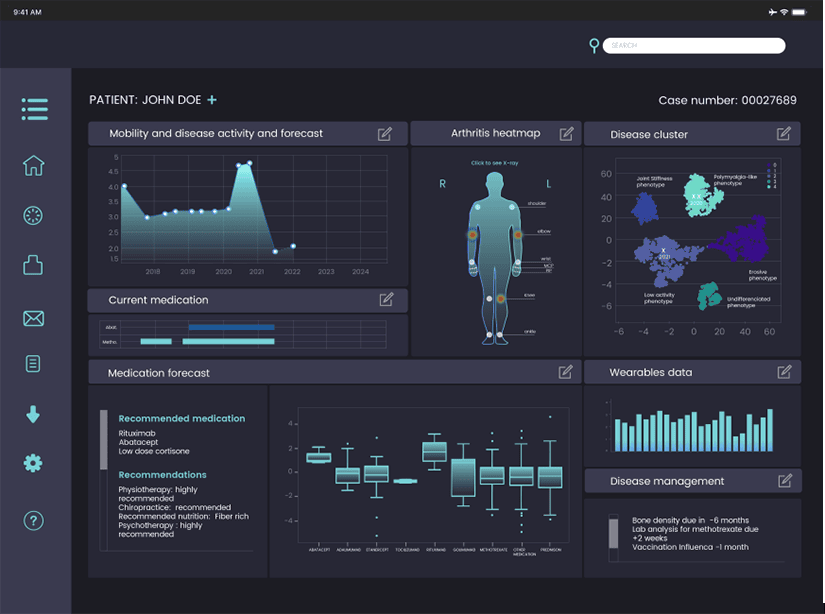 9:41 AM
SEARCH
PATIENT: JOHN DOE +
Case number: 00027689
Mobility and disease activity and forecast
5
4.5
4.0
3.5
3.0
2.5
2.0
1.5
2018 2019 2020 2021 2022 2023 2024
Arthritis heatmap
Click to see X-ray
R L
shoulder
elbow
wrist
MCP
PIP
knee
ankle
Disease cluster
60
40
20
0
-2
-4
-6
-6 -4 -2 0 20 40 60
0
1
2
3
4
Joint Stiffness
phenotype
Polymyalgia-like
phenotype
X X
X
2021
Erosive
phenotype
Low activity
phenotype
Undifferenciated
phenotype
Current medication
Abat.
Metho.
Medication forecast
Recommended medication
Rituximab
Abatacept
Low dose cortisone
Recommendations
Physiotherapy: highly
recommended
Chiropractice: recommended
Recommended nutrition: Fiber rich
Psychotherapy : highly
recommended
4
2
0
-2
-4
ABATACEPT ADALIMUMAB ETANERCEPT TOCILIZUMAB RITUXIMAB GOLIMUMAB METHOTREXATE OTHER PREDNISON
MEDICATION
Wearables data
Disease management
Bone density due in -6 months
Lab analysis for methotrexate due
+2 weeks
Vaccination Influenca -1 month
?